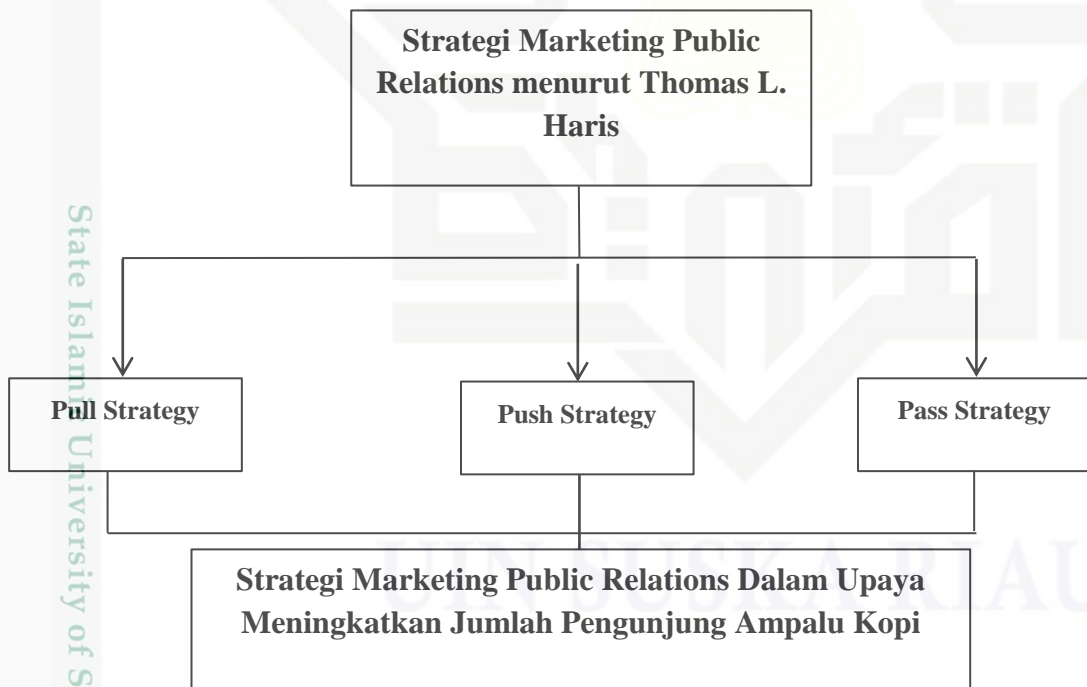 Strategi Marketing Public
Relations menurut Thomas L.
Haris
Pull Strategy
Push Strategy
Pass Strategy
Strategi Marketing Public Relations Dalam Upaya
Meningkatkan Jumlah Pengunjung Ampalu Kopi
UIN SUSKA RIAU
State Islamic University of S